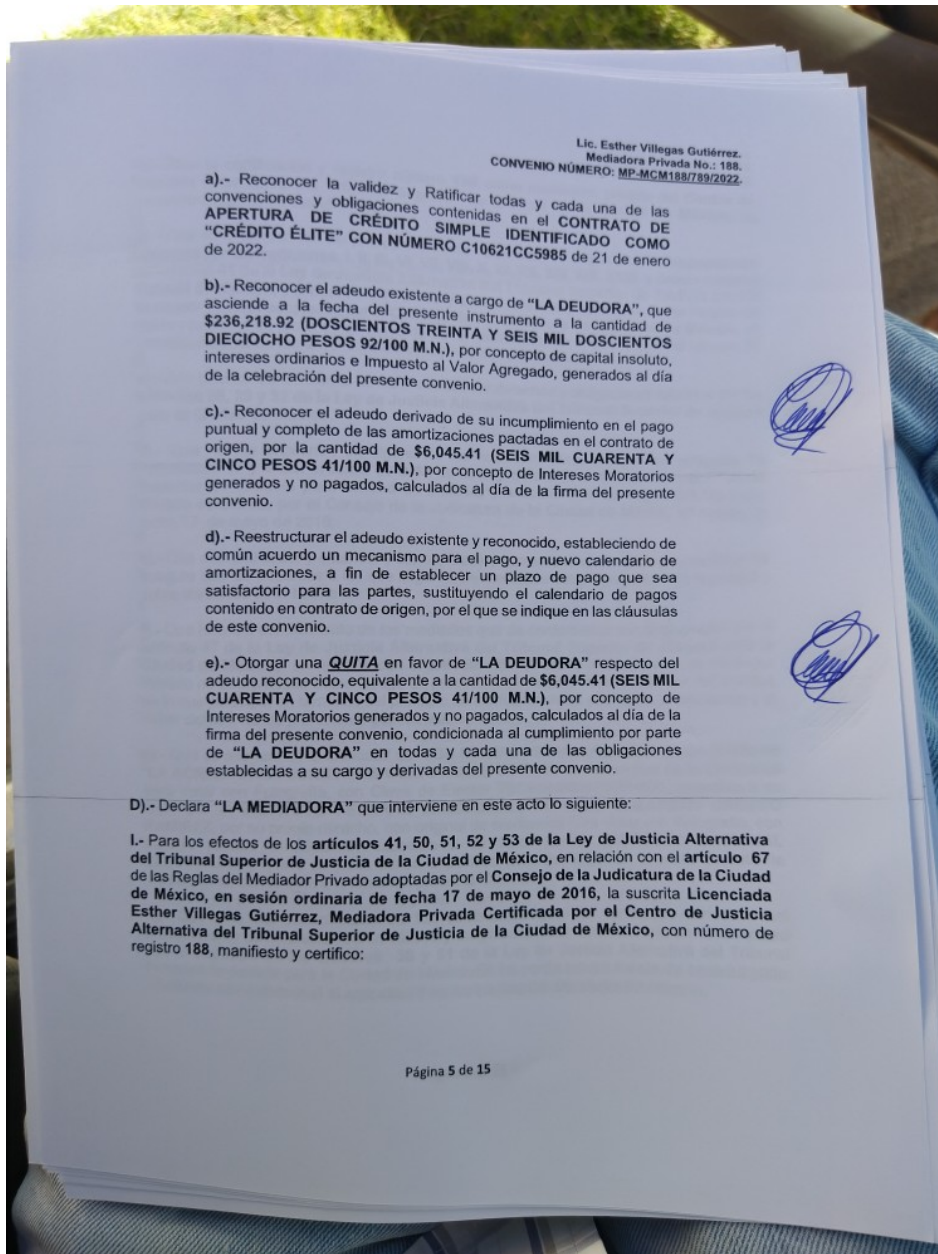 Lic. Esther Villegas Gutiérrez.
Mediadora Privada No.: 188.
CONVENIO NÚMERO: MP-MCM188/789/2022.
a).- Reconocer la validez y Ratificar todas y cada una de las
convenciones y obligaciones contenidas en el CONTRATO DE
APERTURA DE CRÉDITO SIMPLE IDENTIFICADO COMO
“CRÉDITO ÉLITE” CON NÚMERO C10621CC5985 de 21 de enero
de 2022.
b).- Reconocer el adeudo existente a cargo de “LA DEUDORA”, que
asciende a la fecha del presente instrumento a la cantidad de
$236,218.92 (DOSCIENTOS TREINTA Y SEIS MIL DOSCIENTOS
DIECIOCHO PESOS 92/100 M.N.), por concepto de capital insoluto,
intereses ordinarios e Impuesto al Valor Agregado, generados al día
de la celebración del presente convenio.
c).- Reconocer el adeudo derivado de su incumplimiento en el pago
puntual y completo de las amortizaciones pactadas en el contrato de
origen, por la cantidad de $6,045.41 (SEIS MIL CUARENTA Y
CINCO PESOS 41/100 M.N.), por concepto de Intereses Moratorios
generados y no pagados, calculados al día de la firma del presente
convenio.
d).- Reestructurar el adeudo existente y reconocido, estableciendo de
común acuerdo un mecanismo para el pago, y nuevo calendario de
amortizaciones, a fin de establecer un plazo de pago que sea
satisfactorio para las partes, sustituyendo el calendario de pagos
contenido en contrato de origen, por el que se indique en las cláusulas
de este convenio.
e).- Otorgar una QUITA en favor de “LA DEUDORA” respecto del
adeudo reconocido, equivalente a la cantidad de $6,045.41 (SEIS MIL
CUARENTA Y CINCO PESOS 41/100 M.N.), por concepto de
Intereses Moratorios generados y no pagados, calculados al día de la
firma del presente convenio, condicionada al cumplimiento por parte
de “LA DEUDORA” en todas y cada una de las obligaciones
establecidas a su cargo y derivadas del presente convenio.
D).- Declara “LA MEDIADORA” que interviene en este acto lo siguiente:
I.- Para los efectos de los artículos 41, 50, 51, 52 y 53 de la Ley de Justicia Alternativa
del Tribunal Superior de Justicia de la Ciudad de México, en relación con el artículo 67
de las Reglas del Mediador Privado adoptadas por el Consejo de la Judicatura de la Ciudad
de México, en sesión ordinaria de fecha 17 de mayo de 2016, la suscrita Licenciada
Esther Villegas Gutiérrez, Mediadora Privada Certificada por el Centro de Justicia
Alternativa del Tribunal Superior de Justicia de la Ciudad de México, con número de
registro 188, manifiesto y certifico:
Página 5 de 15